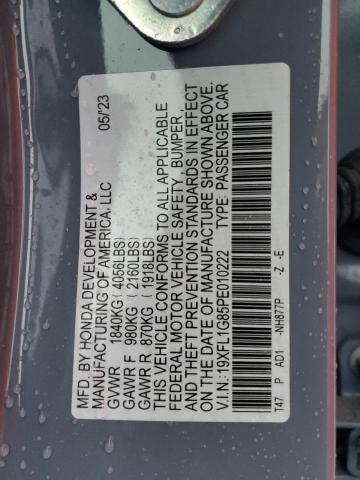 MFD. BY HONDA DEVELOPMENT & 05/'23
MANUFACTURING OF AMERICA, LLC
GVWR 1840KG (4056LBS)
GAWR F 980KG (2160LBS)
GAWR R 870KG (1918LBS)
THIS VEHICLE CONFORMS TO ALL APPLICABLE
FEDERAL MOTOR VEHICLE SAFETY, BUMPER,
AND THEFT PREVENTION STANDARDS IN EFFECT
ON THE DATE OF MANUFACTURE SHOWN ABOVE.
V.I.N.: 19XFL1G85PE010222 TYPE: PASSENGER CAR
T47 P AD1 -NH877P -Z -E